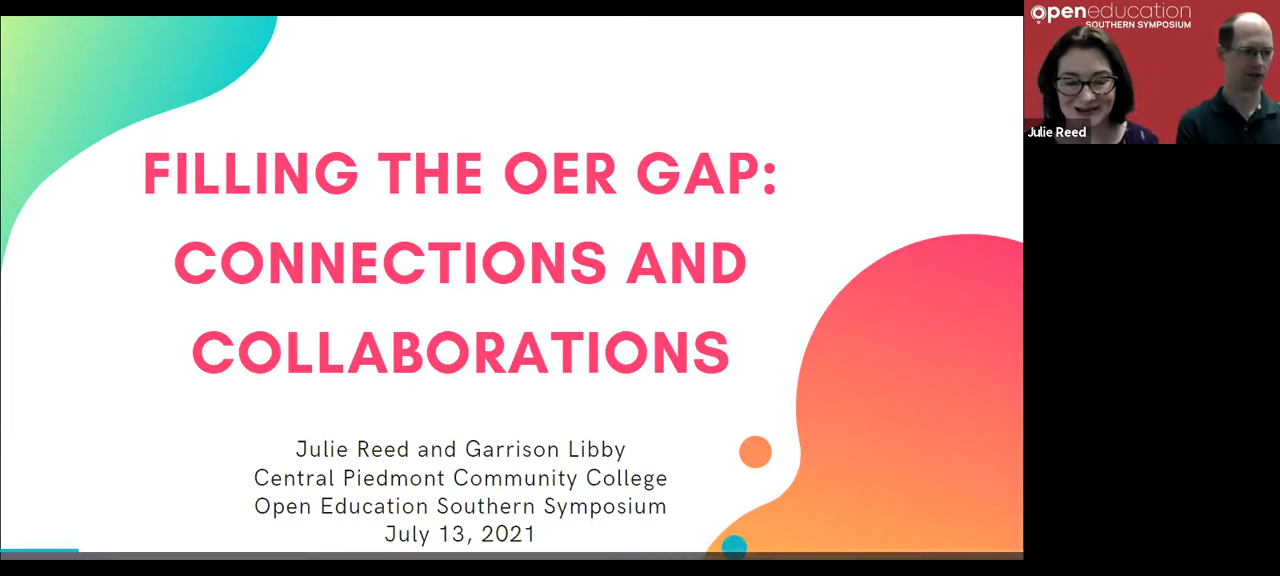 FILLING THE OER GAP:
CONNECTIONS AND
COLLABORATIONS
Julie Reed and Garrison Libby
Central Piedmont Community College
Open Education Southern Symposium
July 13, 2021
openeducation
SOUTHERN SYMPOSIUM
Julie Reed